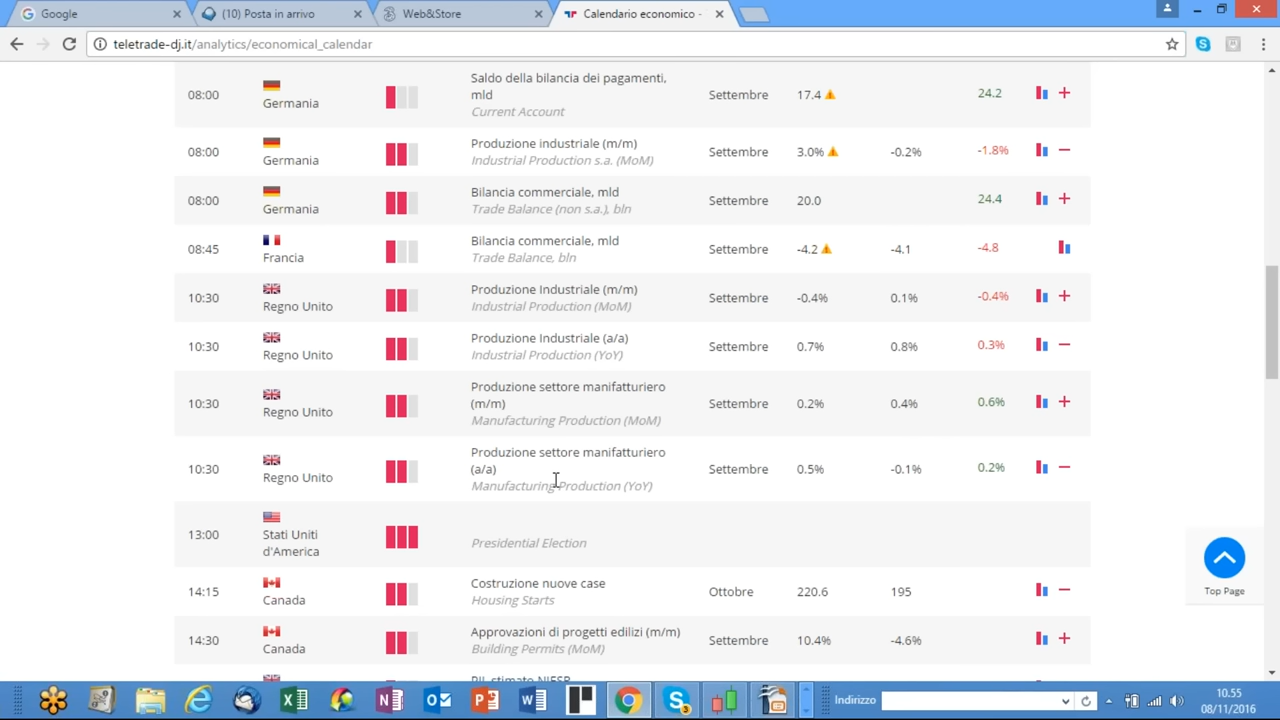 Google
(10) Posta in arrivo
Web&Store
Calendario economico -
teletrade-dj.it/analytics/economical_calendar
08:00 Germania Saldo della bilancia dei pagamenti, mld Settembre 17.4 24.2
Current Account
08:00 Germania Produzione industriale (m/m) Settembre 3.0% -0.2% -1.8%
Industrial Production s.a. (MoM)
08:00 Germania Bilancia commerciale, mld Settembre 20.0 24.4
Trade Balance (non s.a.), bln
08:45 Francia Bilancia commerciale, mld Settembre -4.2 -4.1 -4.8
Trade Balance, bln
10:30 Regno Unito Produzione Industriale (m/m) Settembre -0.4% 0.1% -0.4%
Industrial Production (MoM)
10:30 Regno Unito Produzione Industriale (a/a) Settembre 0.7% 0.8% 0.3%
Industrial Production (YoY)
10:30 Regno Unito Produzione settore manifatturiero (m/m) Settembre 0.2% 0.4% 0.6%
Manufacturing Production (MoM)
10:30 Regno Unito Produzione settore manifatturiero (a/a) Settembre 0.5% -0.1% 0.2%
Manufacturing Production (YoY)
13:00 Stati Uniti d'America
Presidential Election
14:15 Canada Costruzione nuove case Ottobre 220.6 195
Housing Starts
14:30 Canada Approvazioni di progetti edilizi (m/m) Settembre 10.4% -4.6%
Building Permits (MoM)
PIL stimato NIESR
Top Page
Indirizzo
10.55
08/11/2016